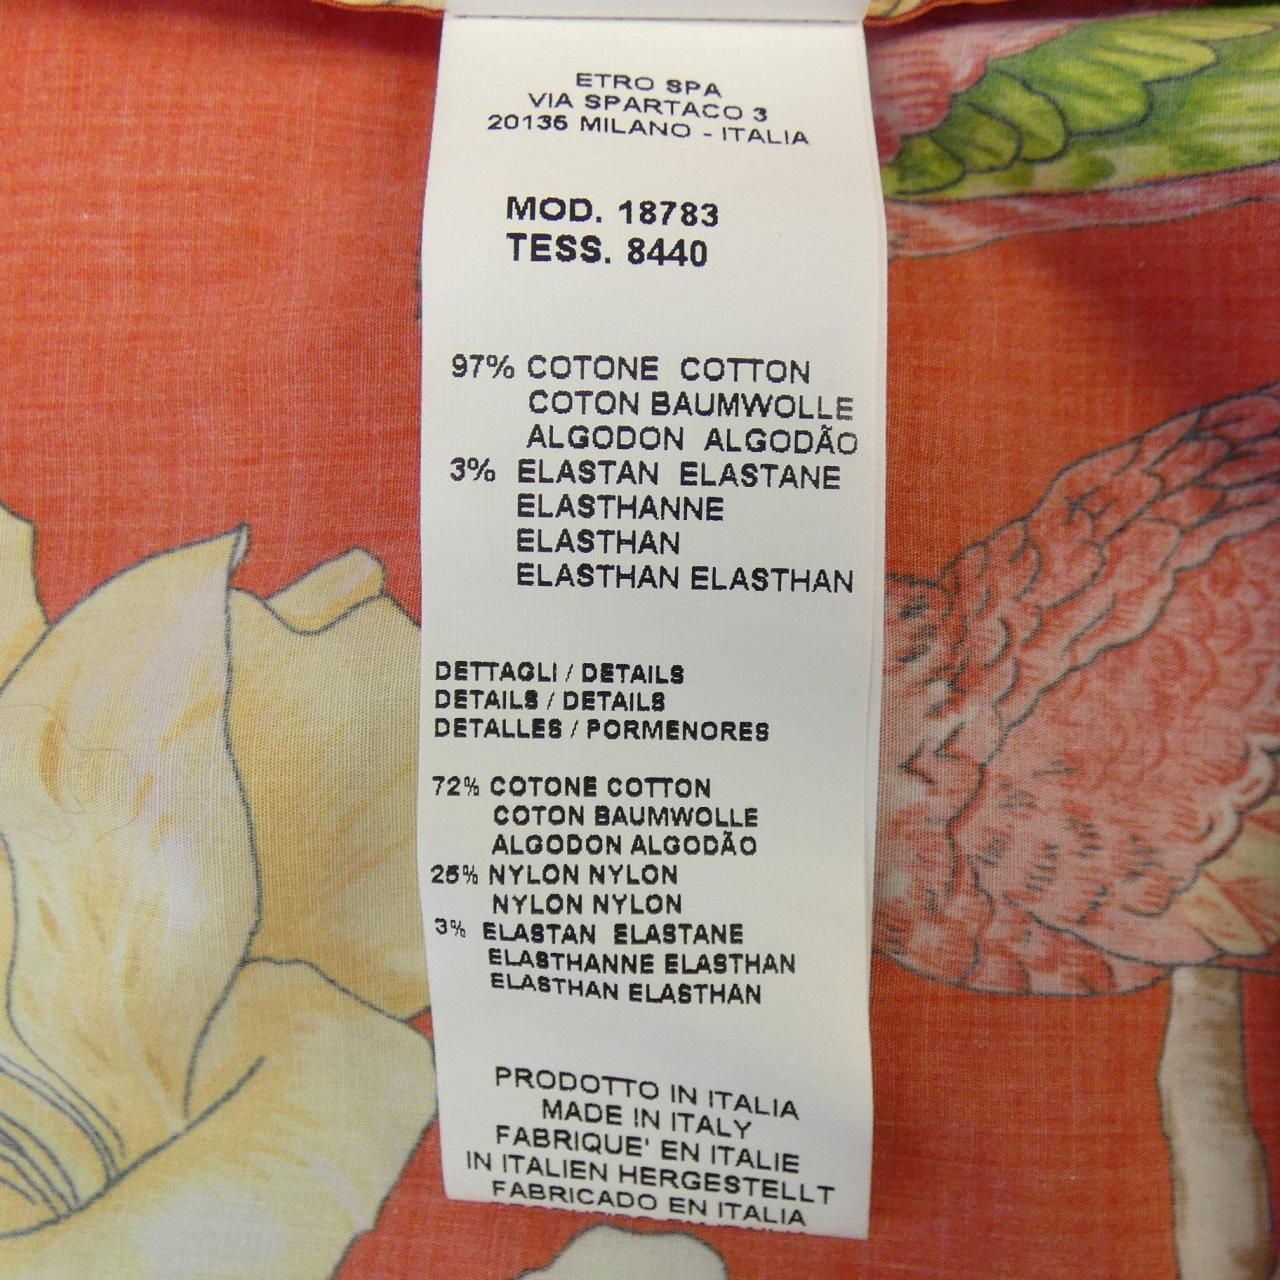 ETRO SPA
VIA SPARTACO 3
20135 MILANO - ITALIA
MOD. 18783
TESS. 8440
97% COTONE COTTON
COTON BAUMWOLLE
ALGODON ALGODÃO
3% ELASTAN ELASTANE
ELASTHANNE
ELASTHAN
ELASTHAN ELASTHAN
DETTAGLI / DETAILS
DETAILS / DETAILS
DETALLES / PORMENORES
72% COTONE COTTON
COTON BAUMWOLLE
ALGODON ALGODÃO
25% NYLON NYLON
NYLON NYLON
3% ELASTAN ELASTANE
ELASTHANNE ELASTHAN
ELASTHAN ELASTHAN
PRODOTTO IN ITALIA
MADE IN ITALY
FABRIQUE' EN ITALIE
IN ITALIEN HERGESTELLT
FABRICADO EN ITALIA